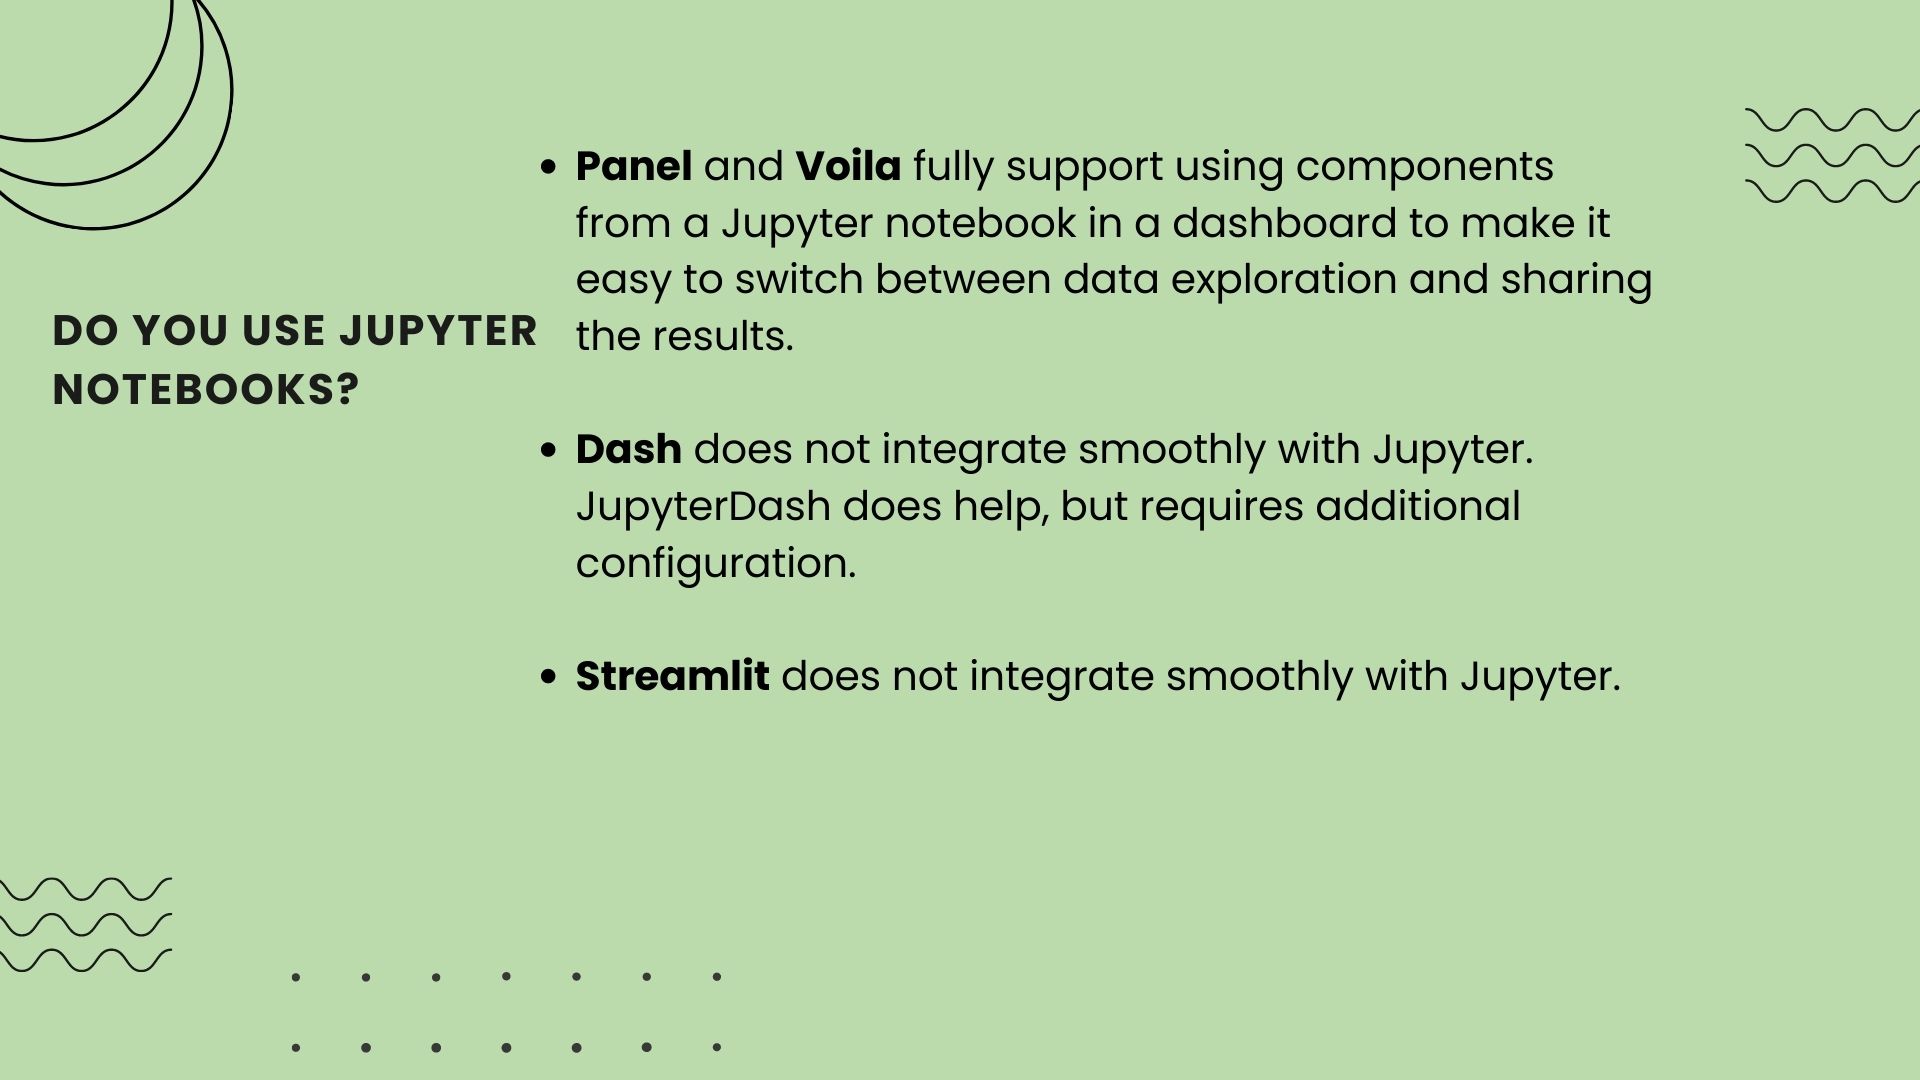 DO YOU USE JUPYTER
NOTEBOOKS?
• Panel and Voila fully support using components
from a Jupyter notebook in a dashboard to make it
easy to switch between data exploration and sharing
the results.
• Dash does not integrate smoothly with Jupyter.
JupyterDash does help, but requires additional
configuration.
• Streamlit does not integrate smoothly with Jupyter.